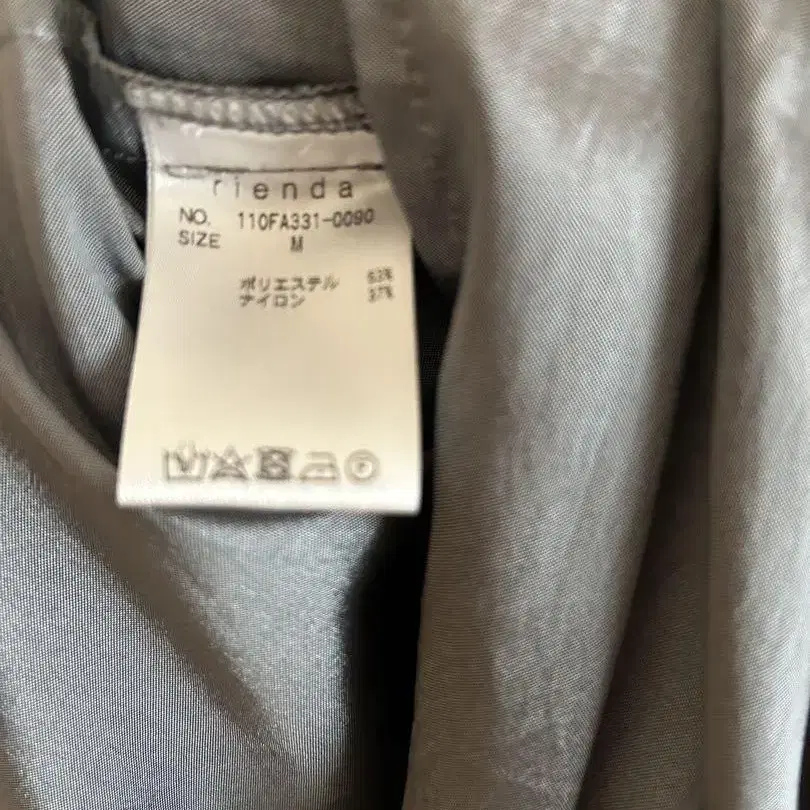 rienda
NO. 110FA331-0090
SIZE M
ポリエステル 63%
ナイロン 37%